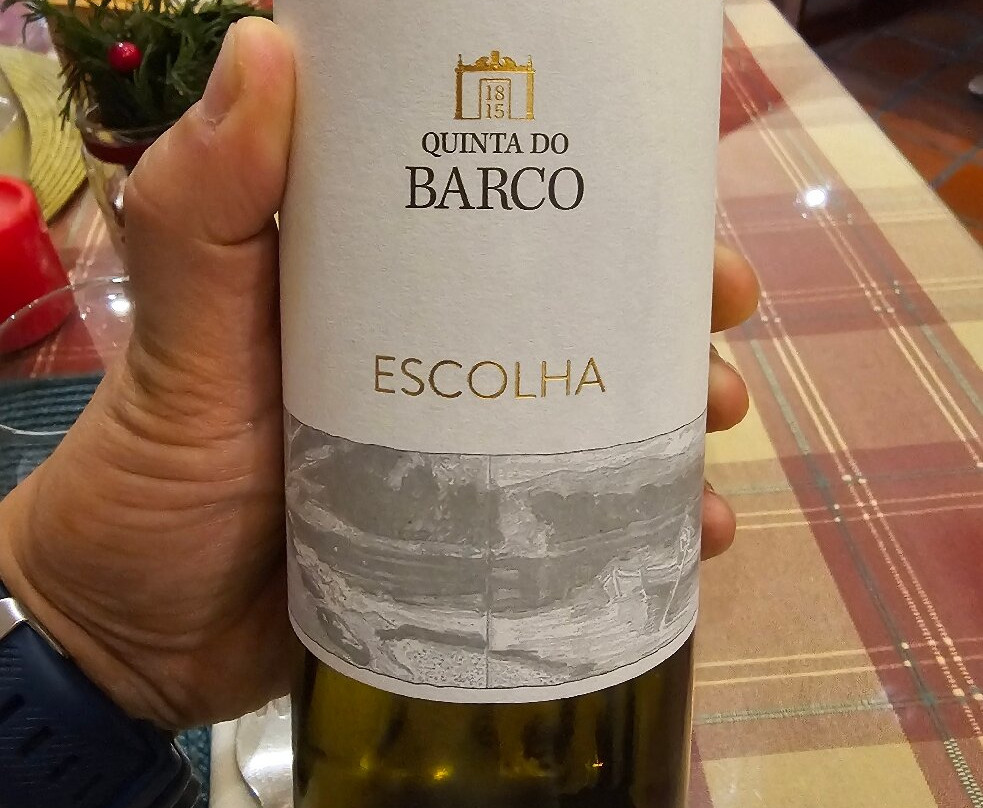 18
15
QUINTA DO
BARCO
ESCOLHA